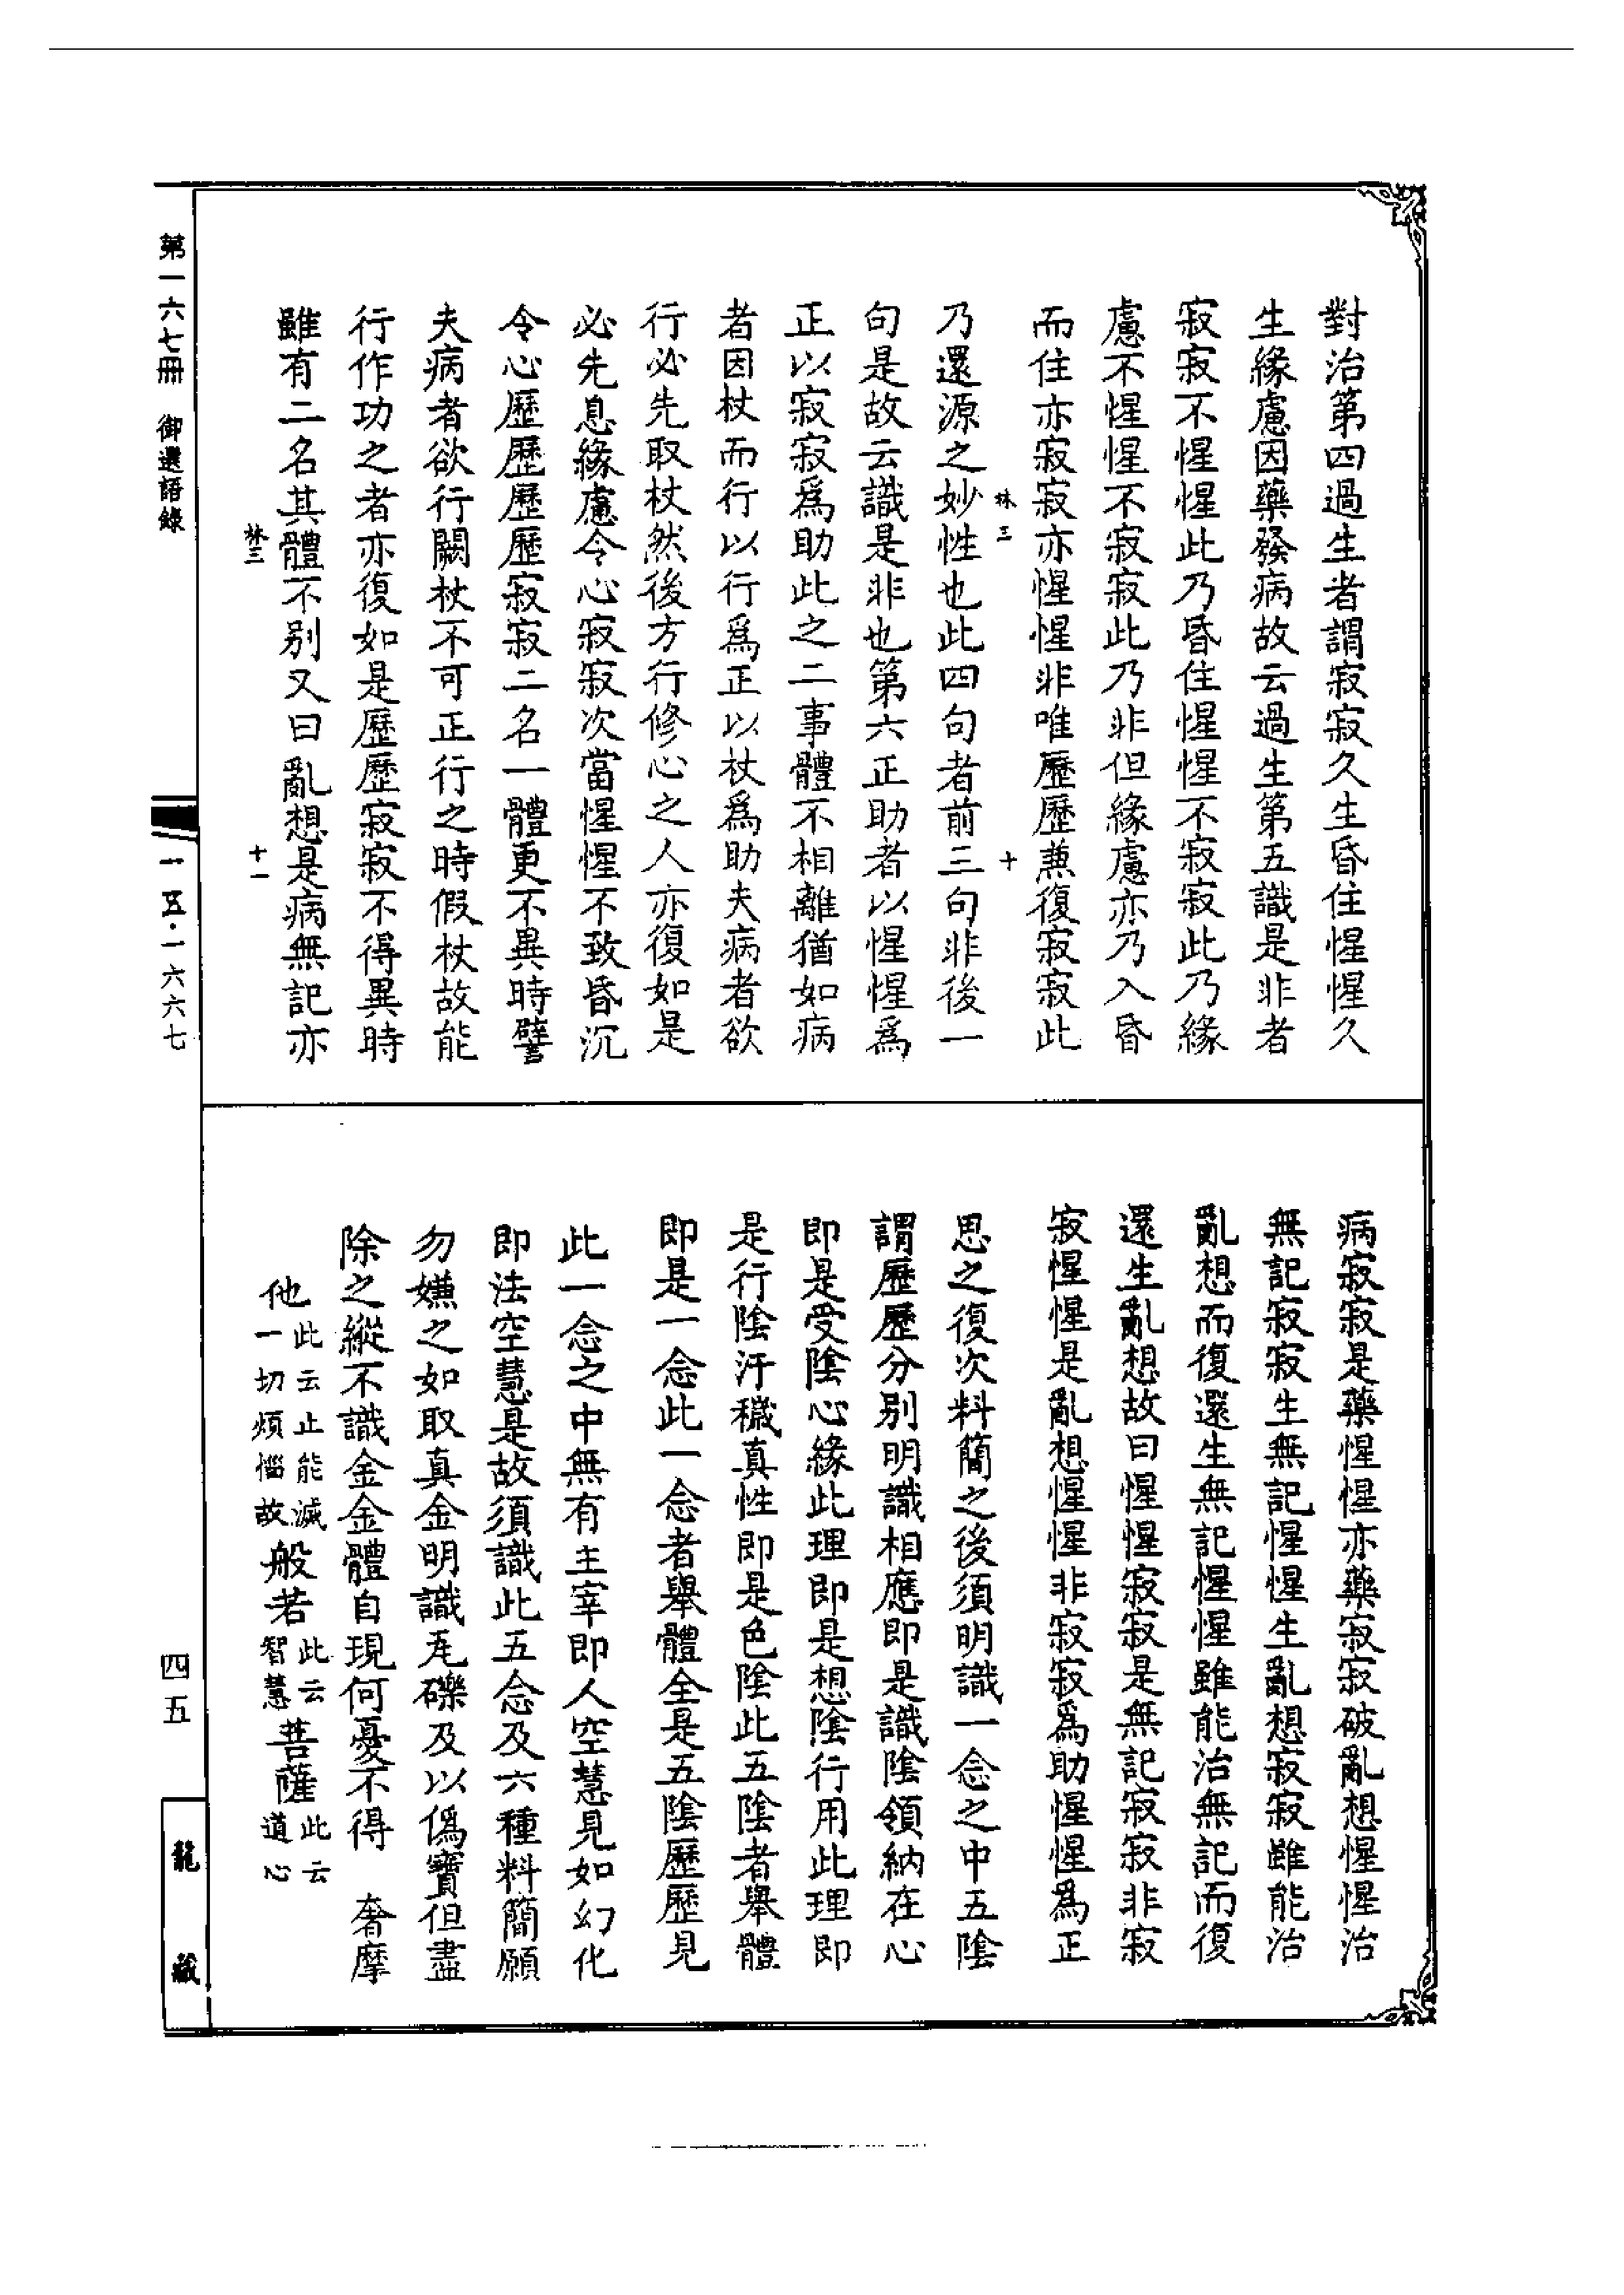 對治第四過生者謂寂寂久生昏住惺惺久
生緣慮因藥發病故云過生第五識是非者
寂寂不惺惺此乃昏住惺惺不寂寂此乃緣
慮不惺惺不寂寂此乃非但緣慮亦乃入昏
而住亦寂寂亦惺惺非唯歷歷兼復寂寂此
林三 十
乃還源之妙性也此四句者前三句非後一
句是故云識是非也第六正助者以惺惺爲
正以寂寂爲助此之二事體不相離猶如病
者因杖而行以行爲正以杖爲助夫病者欲
行必先取杖然後方行修心之人亦復如是
必先息緣慮令心寂寂次當惺惺不致昏沉
令心歷歷歷歷寂寂二名一體更不異時譬
夫病者欲行闕杖不可正行之時假杖故能
行作功之者亦復如是歷歷寂寂不得異時
雖有二名其體不别又曰亂想是病無記亦
林三 十一
病寂寂是藥惺惺亦藥寂寂破亂想惺惺治
無記寂寂生無記惺惺生亂想寂寂雖能治
亂想而復還生無記惺惺雖能治無記而復
還生亂想故曰惺惺寂寂是無記寂寂非寂
寂惺惺是亂想惺惺非寂寂爲助惺惺爲正
思之復次料簡之後須明識一念之中五陰
謂歷歷分别明識相應即是識陰領納在心
即是受陰心緣此理即是想陰行用此理即
是行陰汙穢真性即是色陰此五陰者舉體
即是一念此一念者舉體全是五陰歷歷見
此一念之中無有主宰即人空慧見如幻化
即法空慧是故須識此五念及六種料簡願
勿嫌之如取真金明識瓦礫及以偽寶但盡
除之縱不識金金體自現何憂不得 奢摩
他此云止能滅一切煩惱故般若此云智慧菩薩此云道心
第一六七冊 御選語錄
一五·一六六七
四五
龍藏